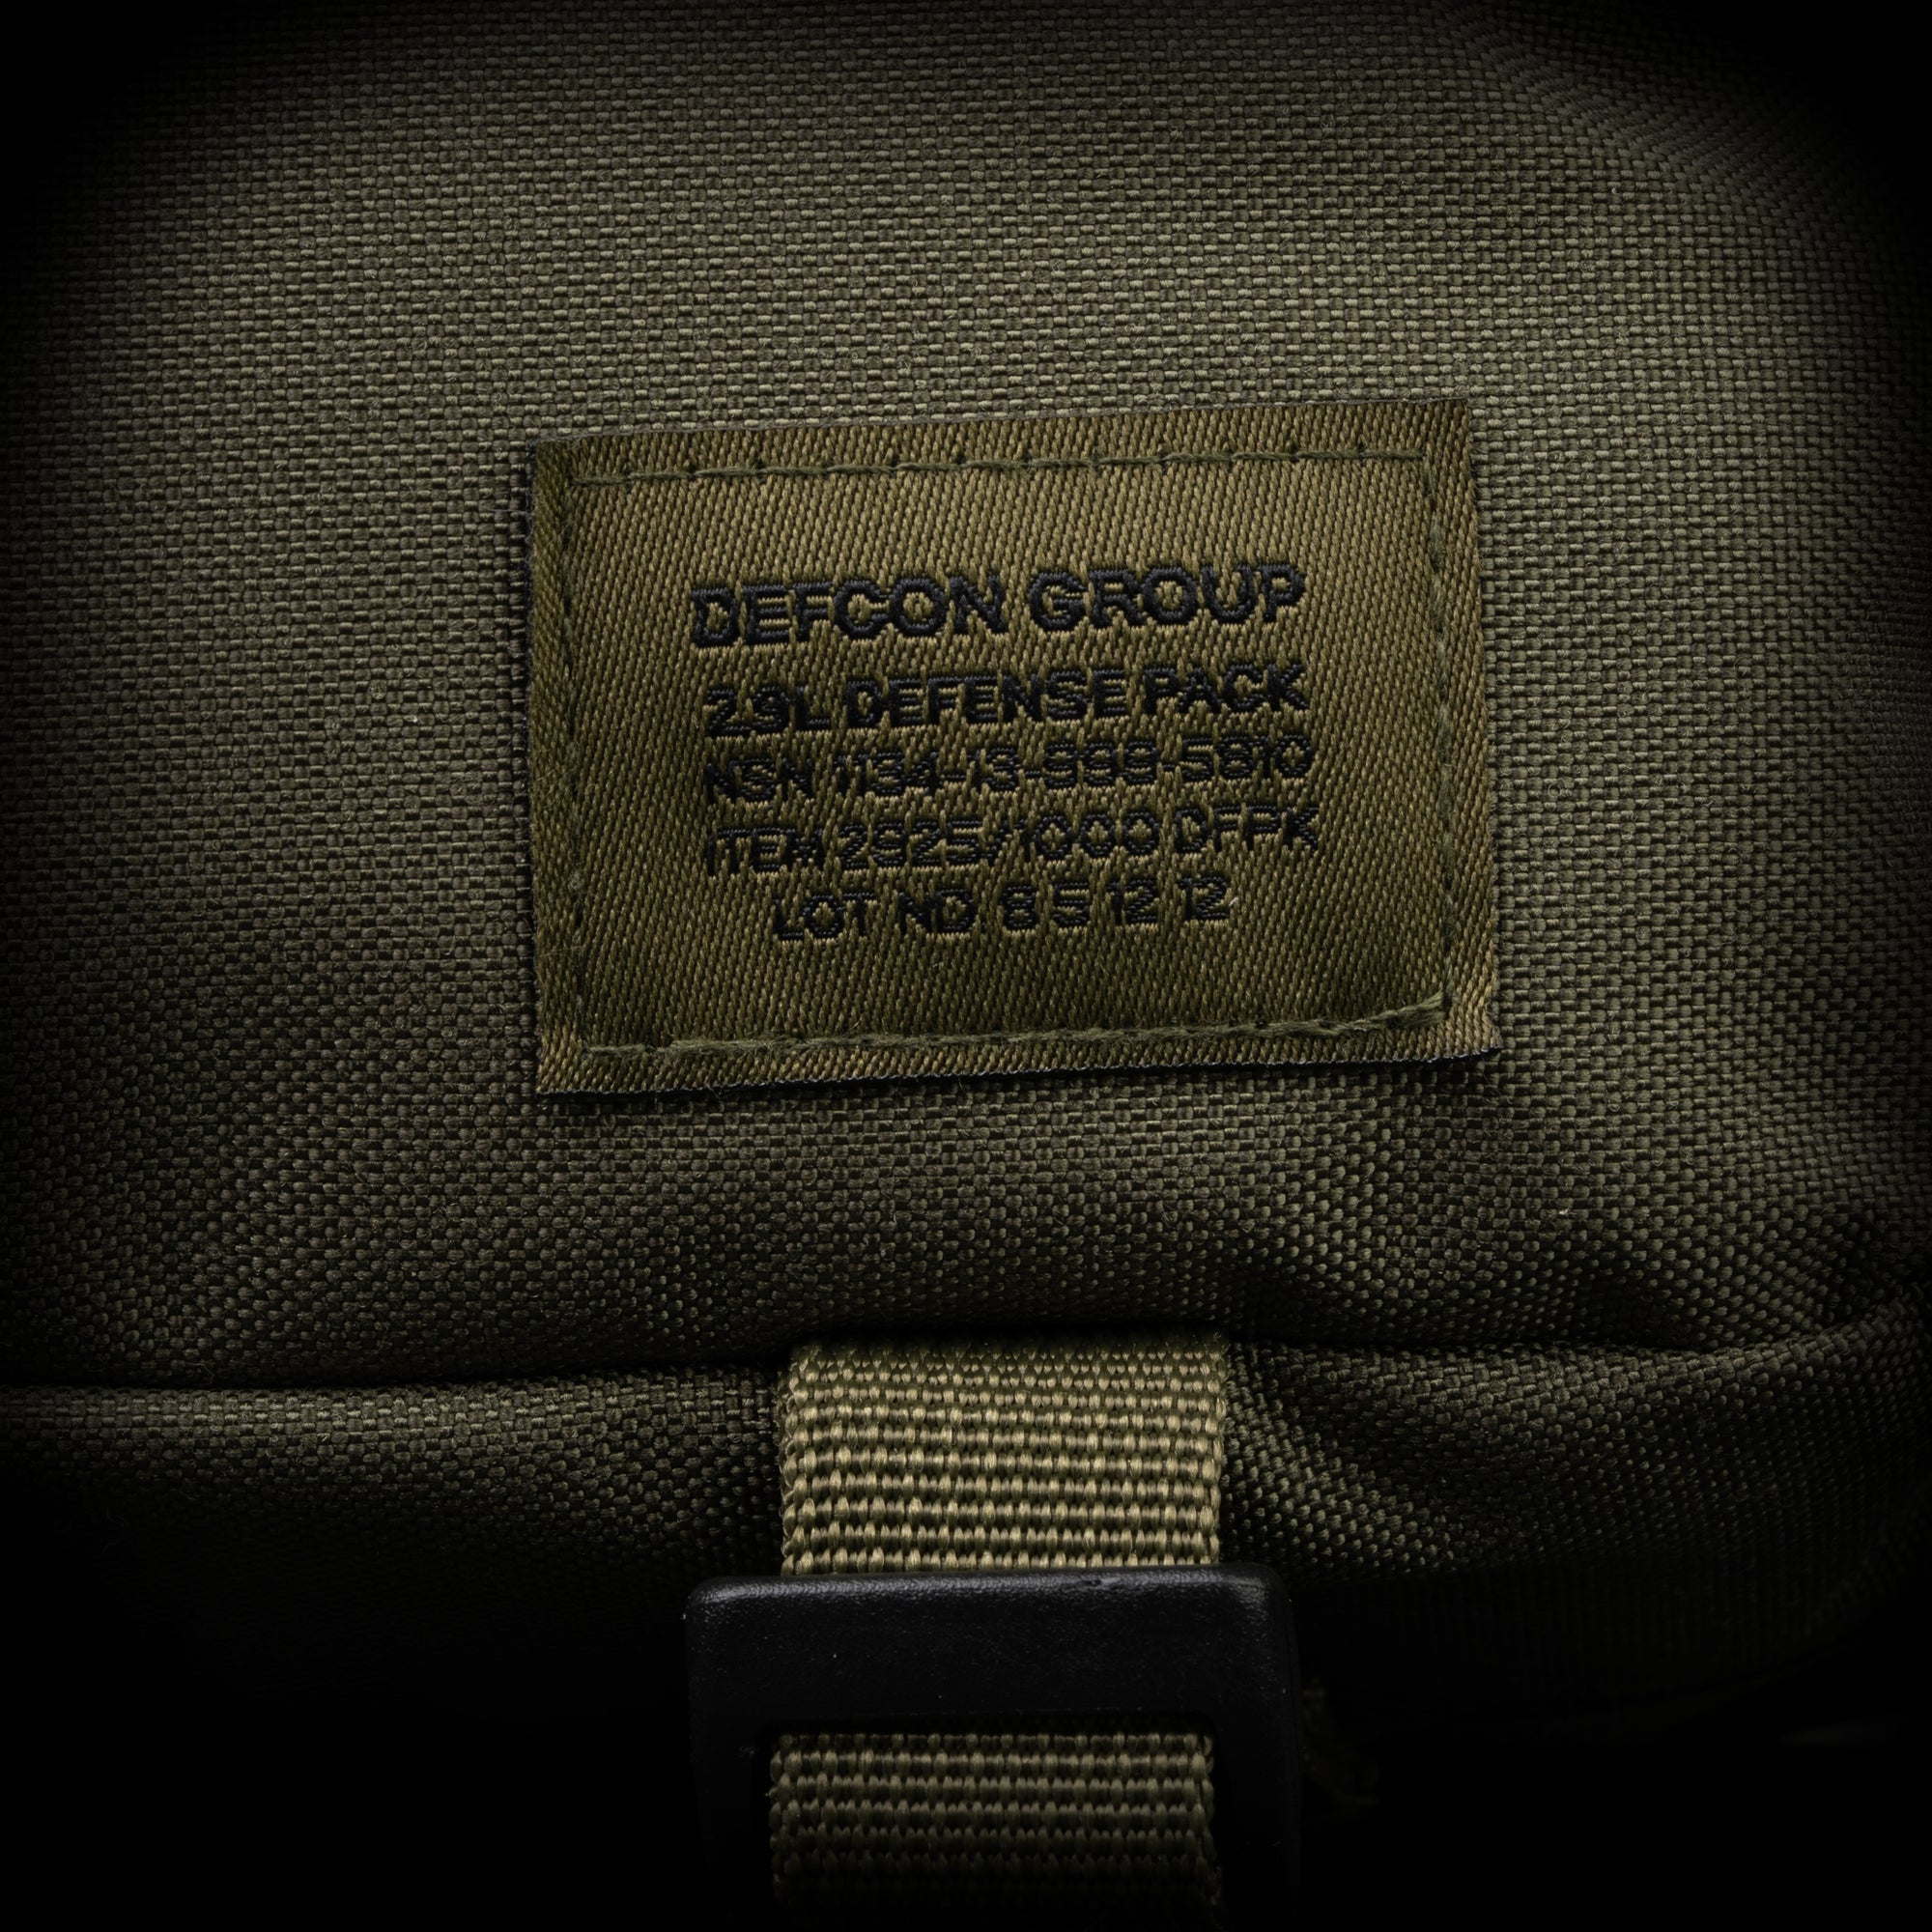 DEFCON GROUP
2.9L DEFENSE PACK
NSN 1134-13-999-5910
ITEM 2925/1000 DFPK
LOT NO 8 5 12 12